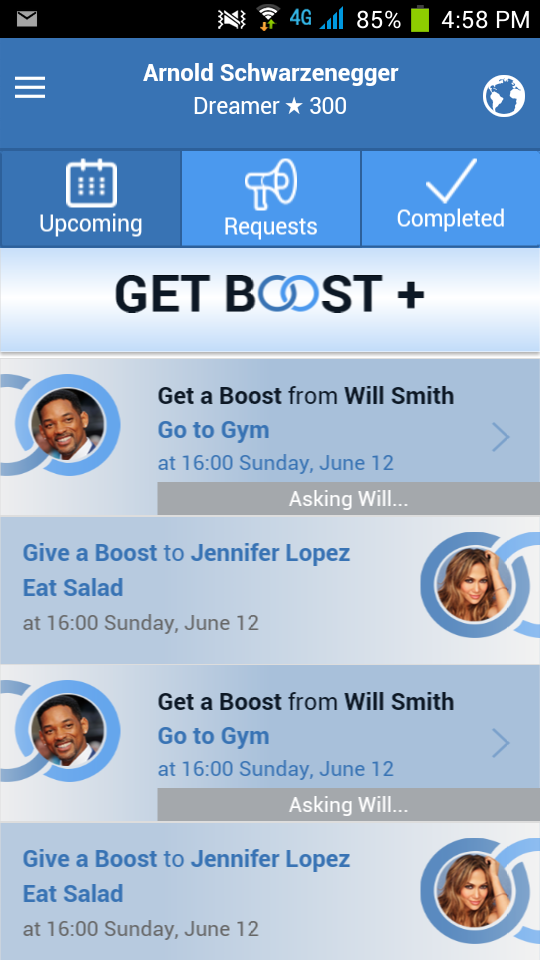 4G 85% 4:58 PM
Arnold Schwarzenegger
Dreamer ★ 300
Upcoming
Requests
Completed
GET BOOST +
Get a Boost from Will Smith
Go to Gym
at 16:00 Sunday, June 12
Asking Will...
Give a Boost to Jennifer Lopez
Eat Salad
at 16:00 Sunday, June 12
Get a Boost from Will Smith
Go to Gym
at 16:00 Sunday, June 12
Asking Will...
Give a Boost to Jennifer Lopez
Eat Salad
at 16:00 Sunday, June 12